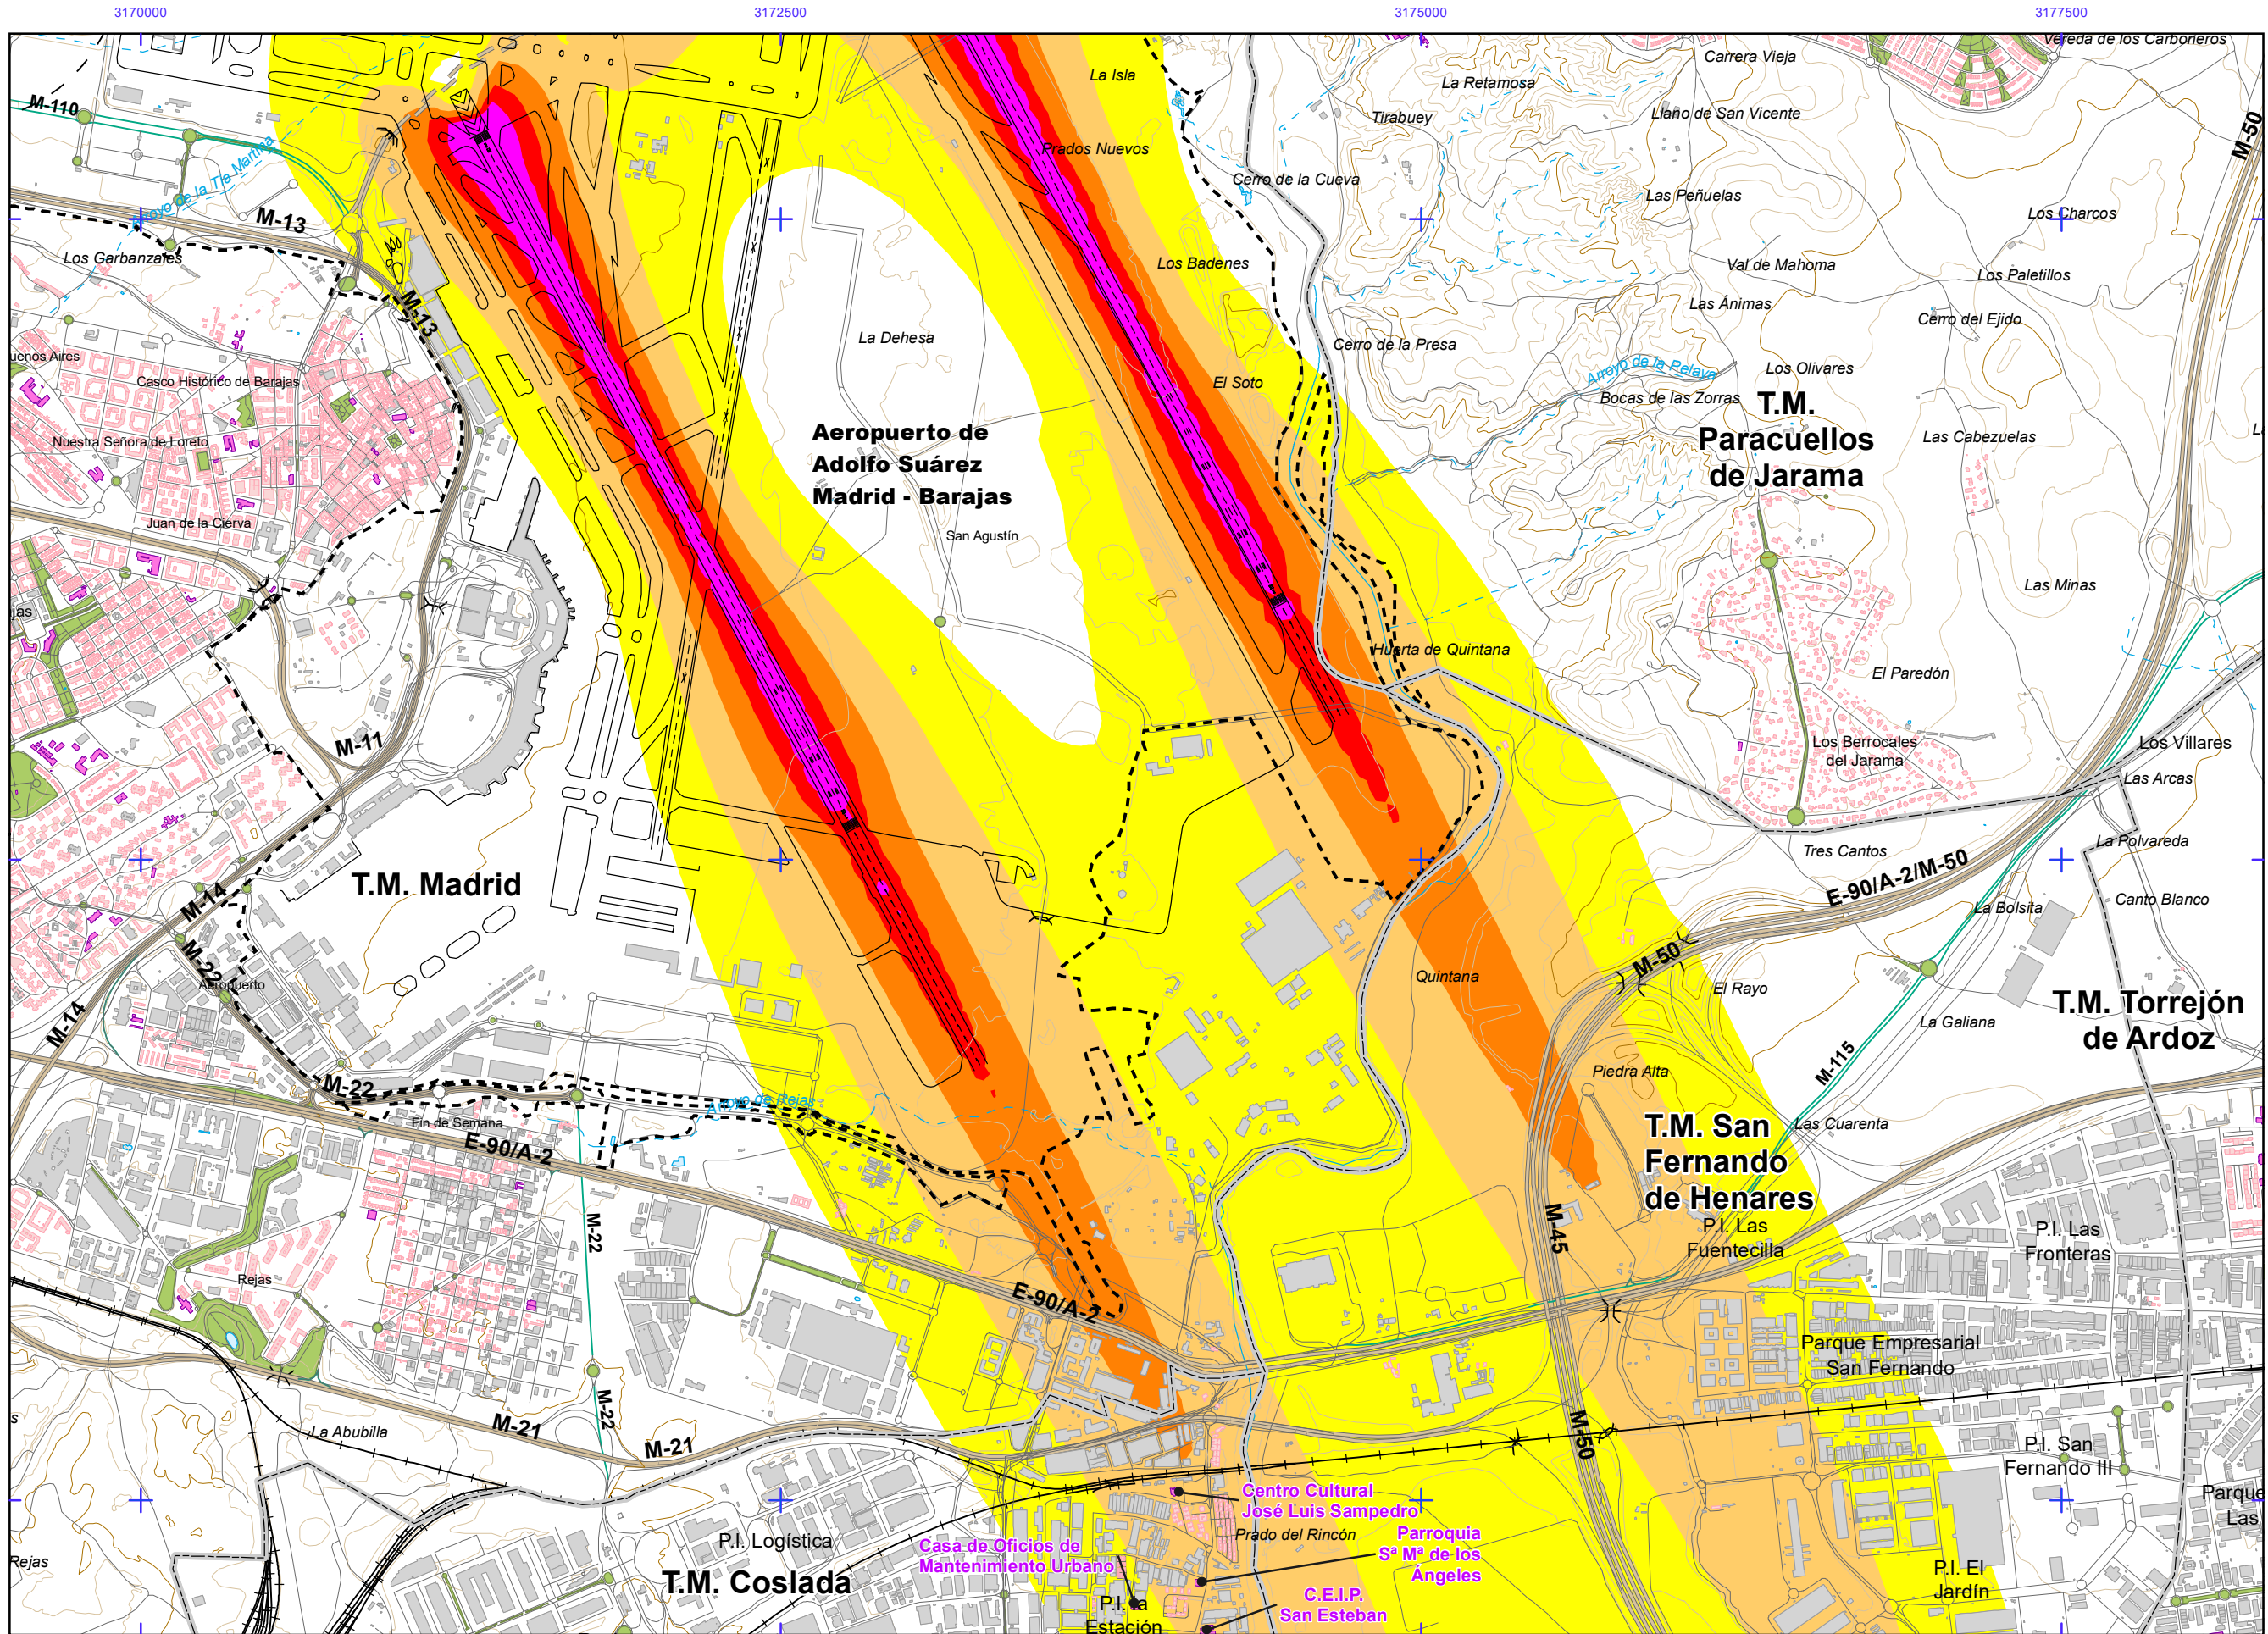 3170000
3172500
3175000
3177500
Vereda de los Carboneros
Carrera Vieja
La Isla
La Retamosa
M-110
Tirabuey
Llano de San Vicente
M-50
Prados Nuevos
Arroyo de la Tía Martina
Cerro de la Cueva
Las Peñuelas
Los Charcos
M-13
Los Garbanzales
Los Badenes
Val de Mahoma
Los Paletillos
M-13
Las Ánimas
Cerro del Ejido
La Dehesa
Cerro de la Presa
uenos Aires
Casco Histórico de Barajas
El Soto
Arroyo de la Pelaya
Los Olivares
Bocas de las Zorras
T.M.
Paracuellos
de Jarama
Aeropuerto de
Adolfo Suárez
Madrid - Barajas
Nuestra Señora de Loreto
Las Cabezuelas
Juan de la Cierva
San Agustín
Las Minas
jas
Huerta de Quintana
El Paredón
M-11
Los Berrocales
del Jarama
Los Villares
Las Arcas
La Polvareda
Tres Cantos
T.M. Madrid
E-90/A-2/M-50
M-14
La Bolsita
Canto Blanco
M-22
Aeropuerto
M-50
Quintana
El Rayo
M-14
La Galiana
T.M. Torrejón
de Ardoz
M-115
Piedra Alta
M-22
Arroyo de Rejas
Fin de Semana
E-90/A-2
T.M. San
Fernando
de Henares
Las Cuarenta
M-22
M-45
P.I. Las
Fuentecilla
P.I. Las
Fronteras
Rejas
E-90/A-2
Parque Empresarial
San Fernando
M-22
s
La Abubilla
M-21
M-21
M-50
P.I. San
Fernando III
Centro Cultural
José Luis Sampedro
Parque
Las
Prado del Rincón
Parroquia
Sª Mª de los
Ángeles
P.I. Logística
Casa de Oficios de
Mantenimiento Urbano
Rejas
T.M. Coslada
P.I. la
Estación
C.E.I.P.
San Esteban
P.I. El
Jardín